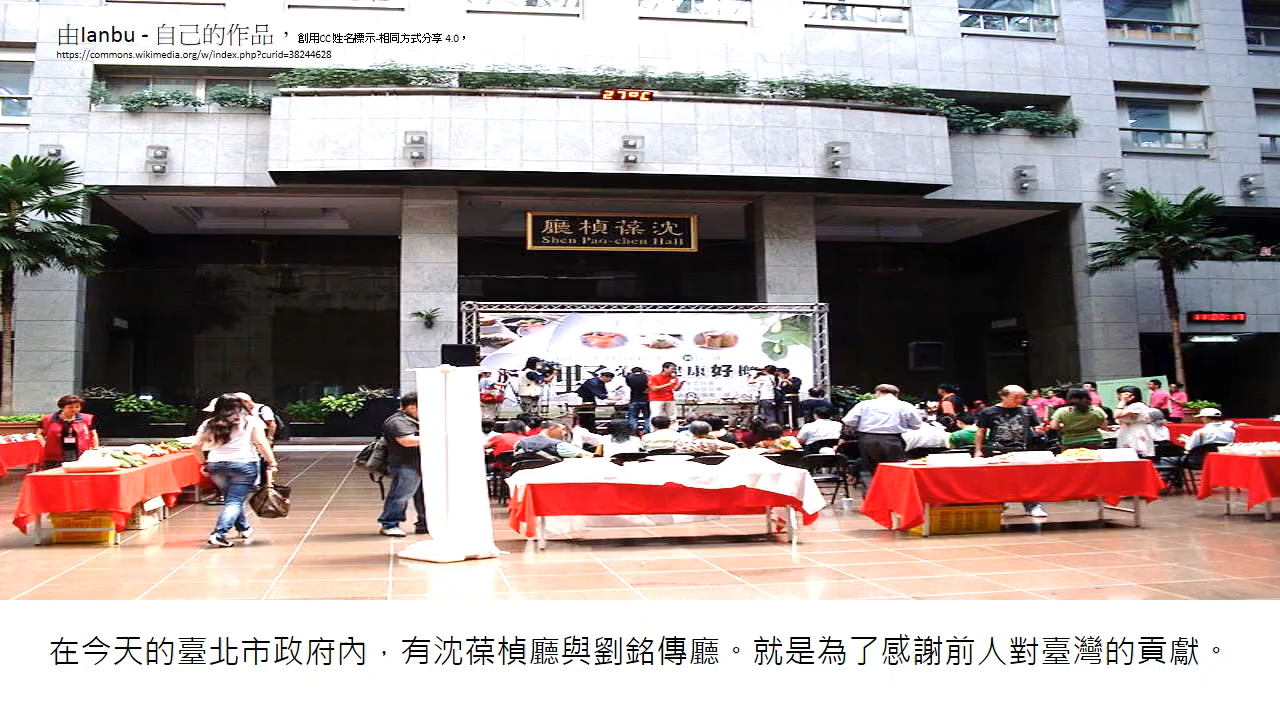 由Ianbu - 自己的作品，創用CC 姓名標示-相同方式分享 4.0，
https://commons.wikimedia.org/w/index.php?curid=38244628
27°C
廳楨葆沈
Shen Pao-chen Hall
康好
在今天的臺北市政府內，有沈葆楨廳與劉銘傳廳。就是為了感謝前人對臺灣的貢獻。